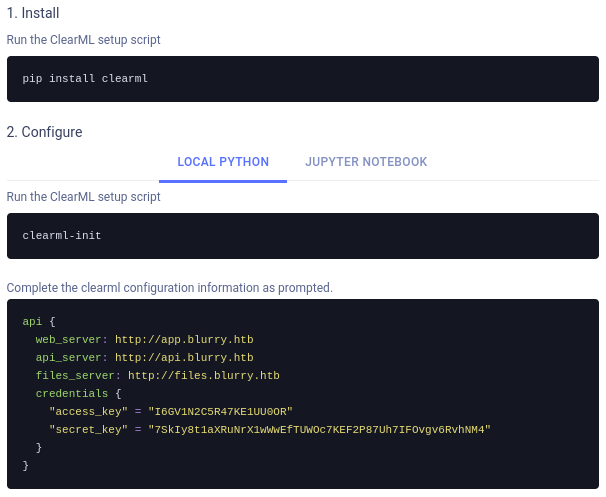 1. Install
Run the ClearML setup script
pip install clearml
2. Configure
LOCAL PYTHON
JUPYTER NOTEBOOK
Run the ClearML setup script
clearml-init
Complete the clearml configuration information as prompted.
api {
web_server: http://app.blurry.htb
api_server: http://api.blurry.htb
files_server: http://files.blurry.htb
credentials {
"access_key" = "I6GV1N2C5R47KE1UU0OR"
"secret_key" = "7SkIy8t1aXRuNrX1wWwEfTUWOc7KEF2P87Uh7IFOvgv6RvhNM4"
}
}